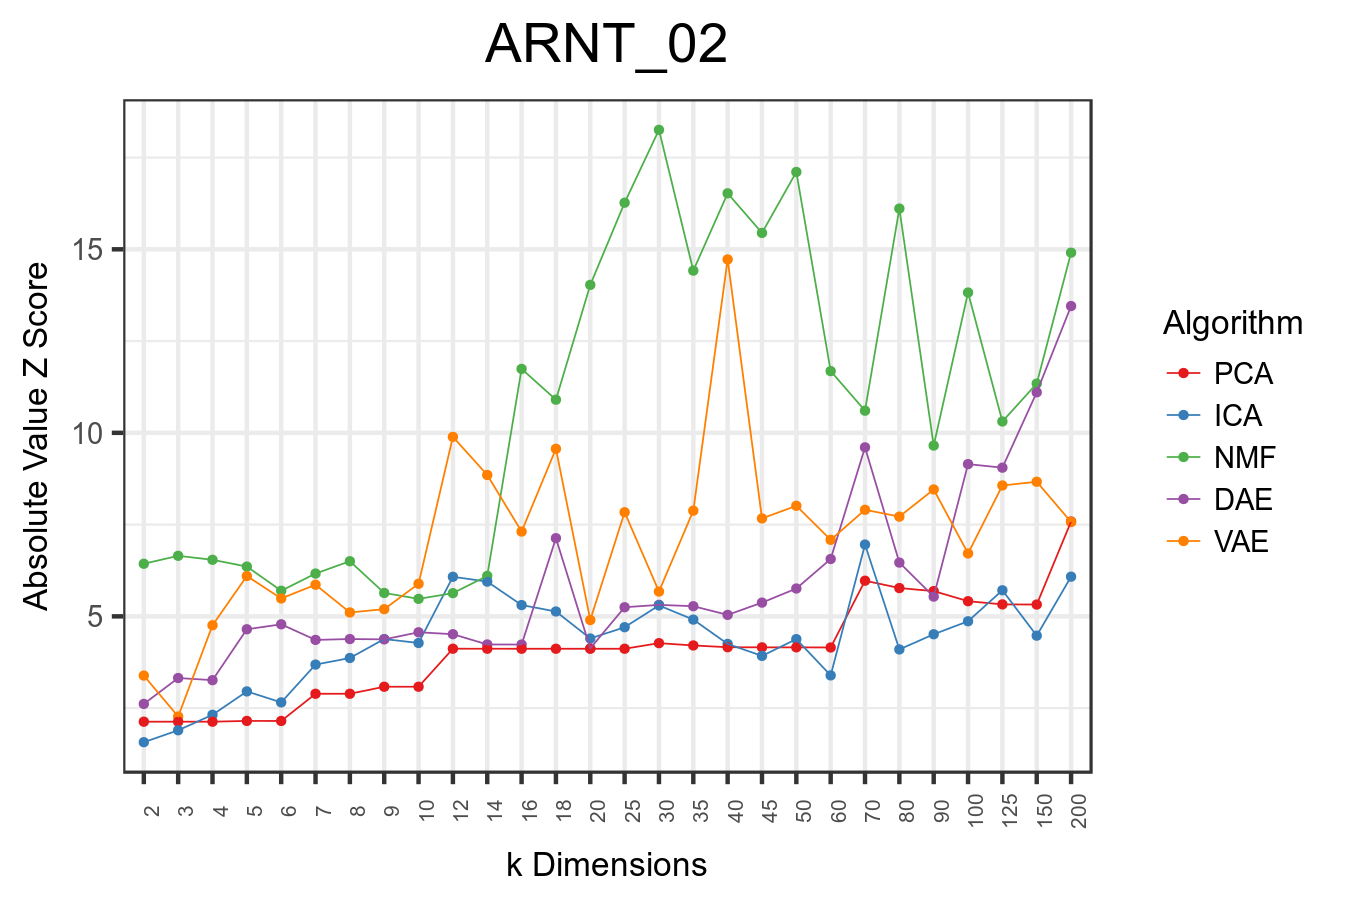 ARNT_02
Absolute Value Z Score
15
10
5
2 3 4 5 6 7 8 9 10 12 14 16 18 20 25 30 35 40 45 50 60 70 80 90 100 125 150 200
k Dimensions
Algorithm
PCA
ICA
NMF
DAE
VAE